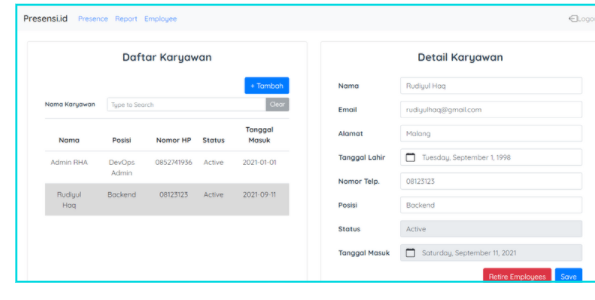 Presensi.id Presence Report Employee Logout
Daftar Karyawan
+ Tambah
Nama Karyawan Type to Search Clear
Nama Posisi Nomor HP Status Tanggal Masuk
Admin RHA DevOps Admin 0852741936 Active 2021-01-01
Rudiyul Haq Backend 08123123 Active 2021-09-11
Detail Karyawan
Nama Rudiyul Haq
Email rudiyulhaq@gmail.com
Alamat Malang
Tanggal Lahir Tuesday, September 1, 1998
Nomor Telp. 08123123
Posisi Backend
Status Active
Tanggal Masuk Saturday, September 11, 2021
Retire Employees Save